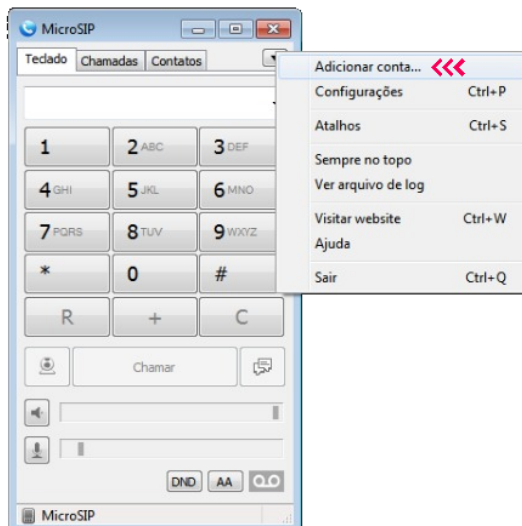 MicroSIP
Teclado Chamadas Contatos
Adicionar conta...
Configurações Ctrl+P
Atalhos Ctrl+S
Sempre no topo
Ver arquivo de log
Visitar website Ctrl+W
Ajuda
Sair Ctrl+Q
1 2 ABC 3 DEF
4 GHI 5 JKL 6 MNO
7 PQRS 8 TUV 9 WXYZ
* 0 #
R + C
Chamar
DND AA
MicroSIP